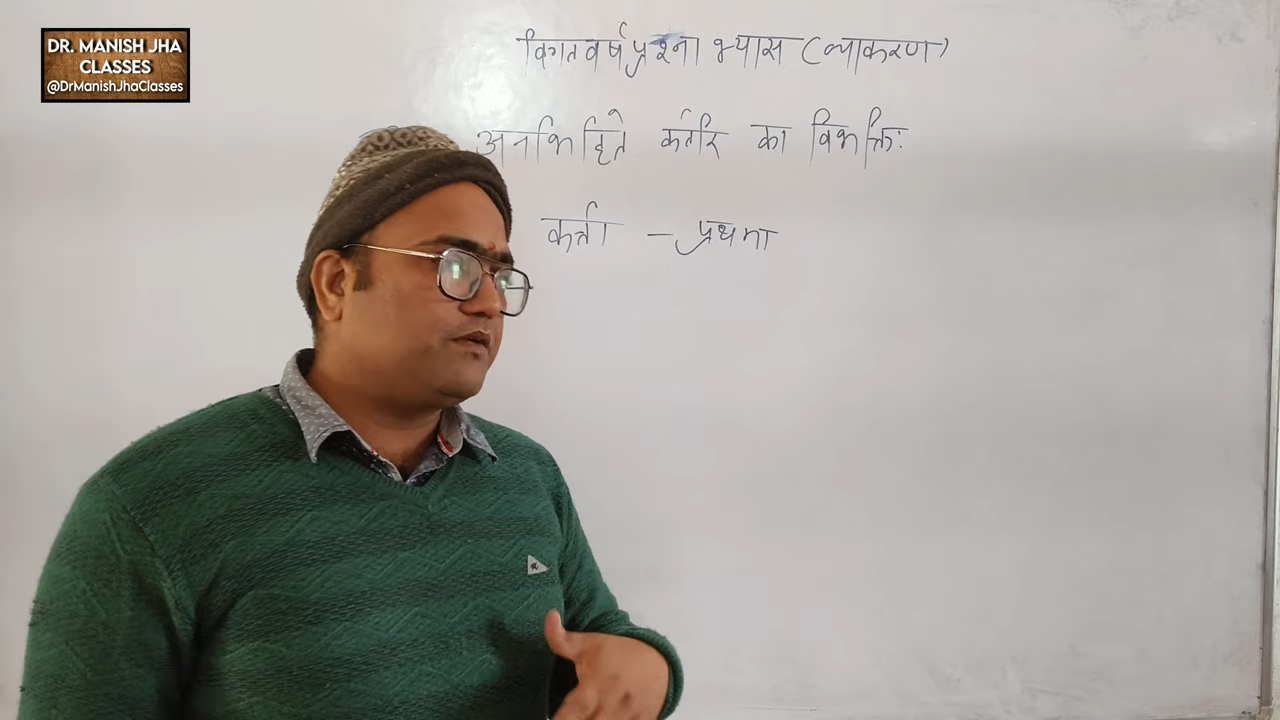 DR. MANISH JHA
CLASSES
@DrManishJhaClasses
विगतवर्षप्रश्नाभ्यास (व्याकरण)
अनभिहिते कर्तरि का विभक्तिः
कर्त्ता – प्रथमा